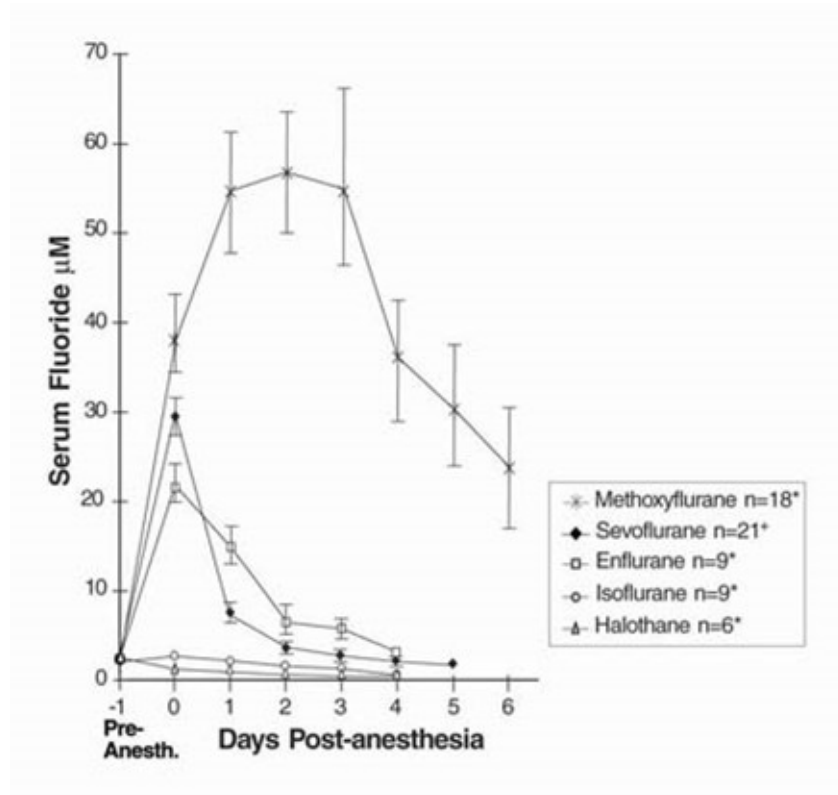 70
60
50
40
30
20
10
0
Serum Fluoride μM
-1 0 1 2 3 4 5 6
Pre-
Anesth.
Days Post-anesthesia
Methoxyflurane n=18*
Sevoflurane n=21+
Enflurane n=9*
Isoflurane n=9*
Halothane n=6*